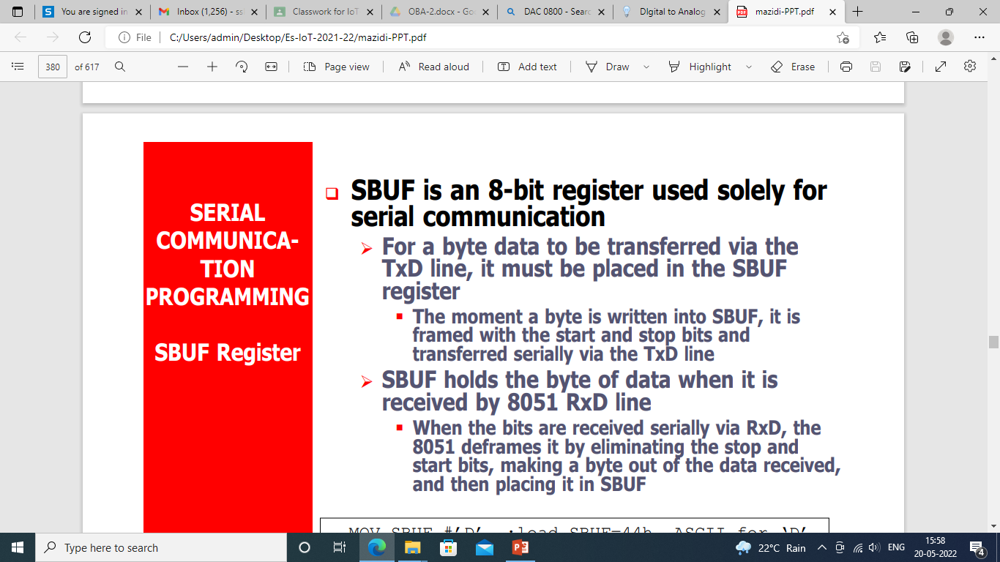 You are signed in
Inbox (1,256) - ss
Classwork for IoT
OBA-2.docx - Go
DAC 0800 - Searc
DIgital to Analog
mazidi-PPT.pdf
File C:/Users/admin/Desktop/Es-IoT-2021-22/mazidi-PPT.pdf
380 of 617 Page view Read aloud Add text Draw Highlight Erase
SERIAL
COMMUNICA-
TION
PROGRAMMING
SBUF Register
SBUF is an 8-bit register used solely for
serial communication
For a byte data to be transferred via the
TxD line, it must be placed in the SBUF
register
The moment a byte is written into SBUF, it is
framed with the start and stop bits and
transferred serially via the TxD line
SBUF holds the byte of data when it is
received by 8051 RxD line
When the bits are received serially via RxD, the
8051 deframes it by eliminating the stop and
start bits, making a byte out of the data received,
and then placing it in SBUF
MOV SBUF,#'D' ;load SBUF=44h, ASCII for 'D'
Type here to search
22°C Rain
ENG
15:58
20-05-2022
4